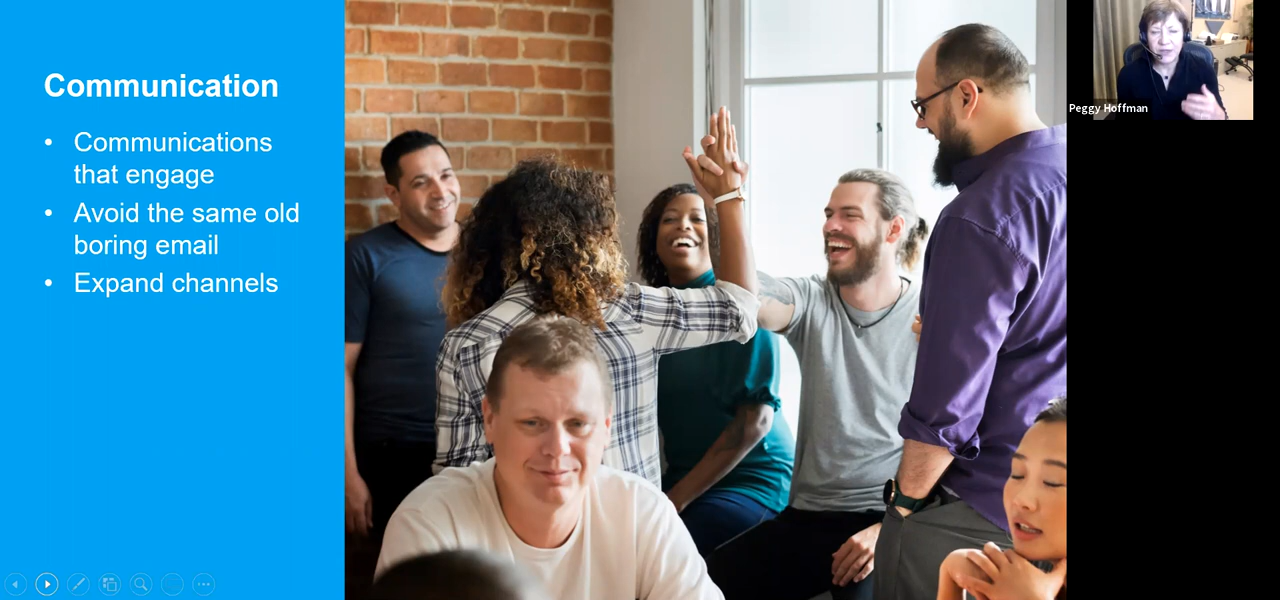 Communication
• Communications
that engage
• Avoid the same old
boring email
• Expand channels
Peggy Hoffman